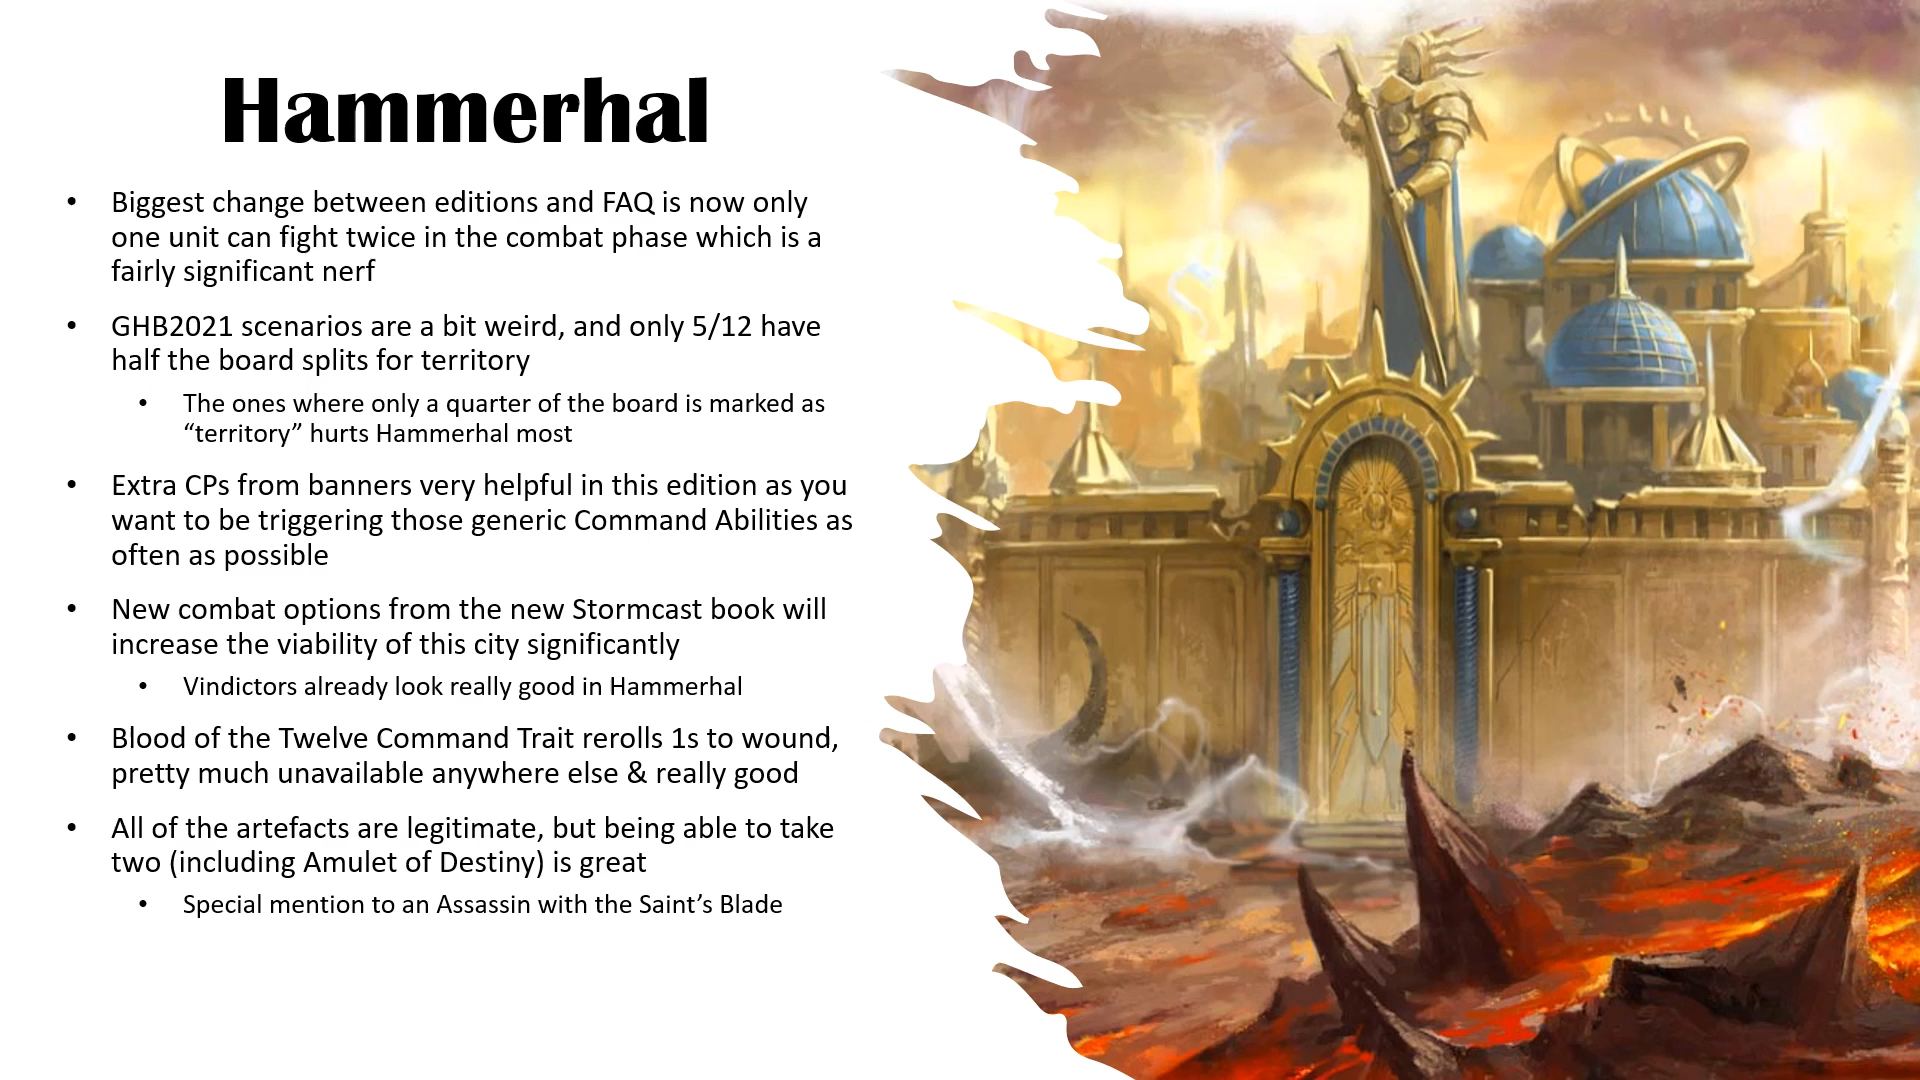 Hammerhal
• Biggest change between editions and FAQ is now only
one unit can fight twice in the combat phase which is a
fairly significant nerf
• GHB2021 scenarios are a bit weird, and only 5/12 have
half the board splits for territory
• The ones where only a quarter of the board is marked as
“territory” hurts Hammerhal most
• Extra CPs from banners very helpful in this edition as you
want to be triggering those generic Command Abilities as
often as possible
• New combat options from the new Stormcast book will
increase the viability of this city significantly
• Vindictors already look really good in Hammerhal
• Blood of the Twelve Command Trait rerolls 1s to wound,
pretty much unavailable anywhere else & really good
• All of the artefacts are legitimate, but being able to take
two (including Amulet of Destiny) is great
• Special mention to an Assassin with the Saint’s Blade